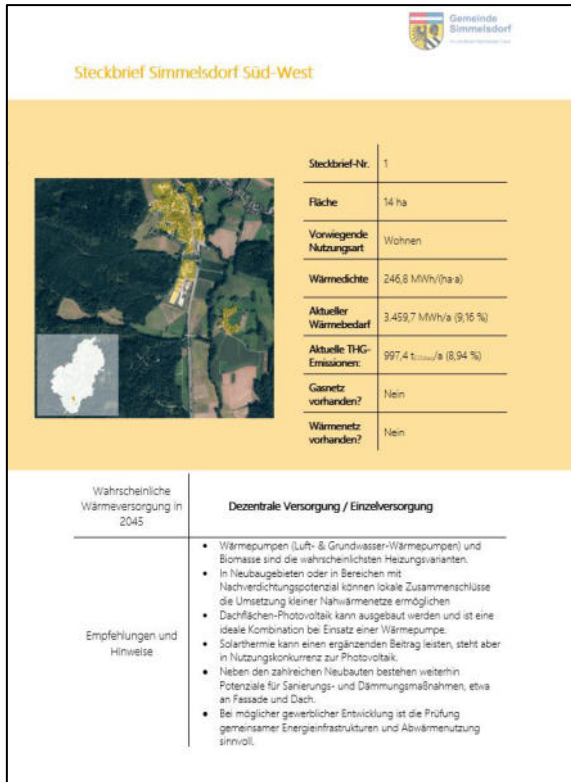 Gemeinde
Simmelsdorf
Steckbrief Simmelsdorf Süd-West
Steckbrief-Nr. 1
Fläche 14 ha
Vorwiegende
Nutzungsart Wohnen
Wärmedichte 246,8 MWh/(ha·a)
Aktueller
Wärmebedarf 3.459,7 MWh/a (9,16 %)
Aktuelle THG-
Emissionen: 997,4 t/a (8,94 %)
Gasnetz
vorhanden? Nein
Wärmenetz
vorhanden? Nein
Wahrscheinliche
Wärmeversorgung in
2045
Dezentrale Versorgung / Einzelversorgung
Empfehlungen und
Hinweise
• Wärmepumpen (Luft- & Grundwasser-Wärmepumpen) und
Biomasse sind die wahrscheinlichsten Heizungsvarianten.
• In Neubaugebieten oder in Bereichen mit
Nachverdichtungspotenzial können lokale Zusammenschlüsse
die Umsetzung kleiner Nahwärmenetze ermöglichen
• Dachflächen-Photovoltaik kann ausgebaut werden und ist eine
ideale Kombination bei Einsatz einer Wärmepumpe.
• Solarthermie kann einen ergänzenden Beitrag leisten, steht aber
in Nutzungskonkurrenz zur Photovoltaik.
• Neben den zahlreichen Neubauten bestehen weiterhin
Potenziale für Sanierungs- und Dämmungsmaßnahmen, etwa
an Fassade und Dach.
• Bei möglicher gewerblicher Entwicklung ist die Prüfung
gemeinsamer Energieinfrastrukturen und Abwärmenutzung
sinnvoll.